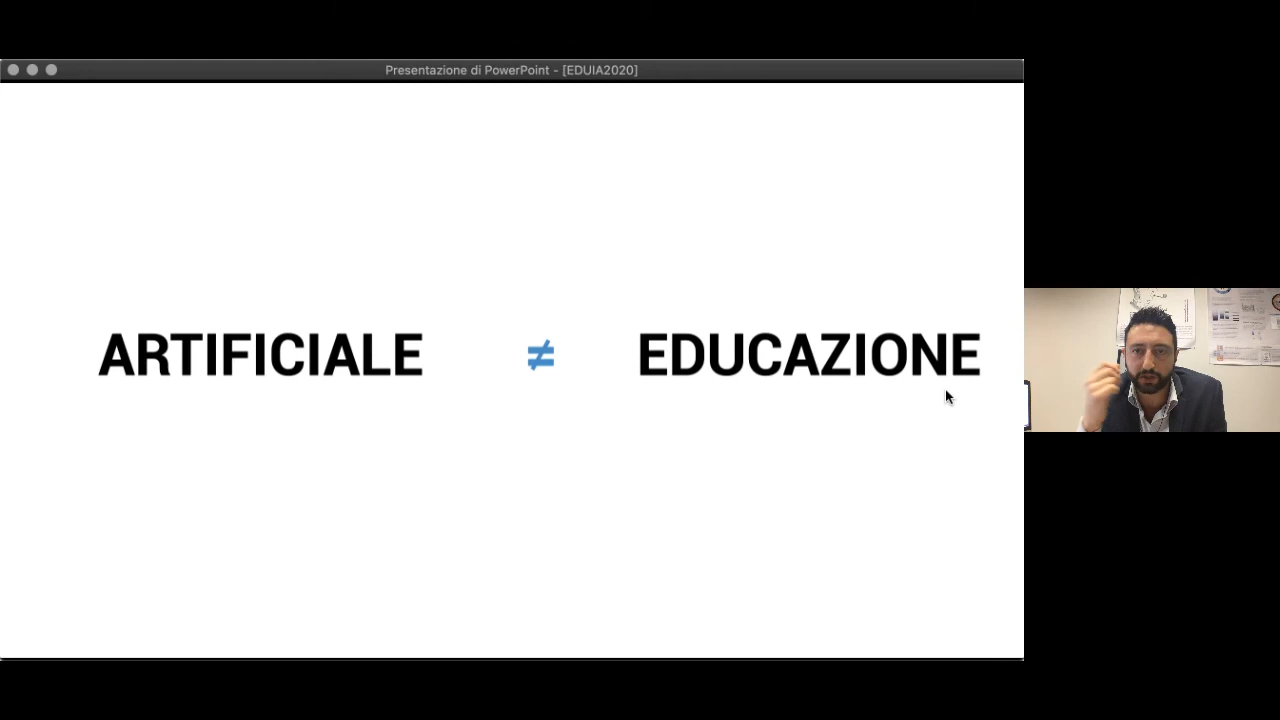 Presentazione di PowerPoint - [EDUIA2020]
ARTIFICIALE ≠ EDUCAZIONE